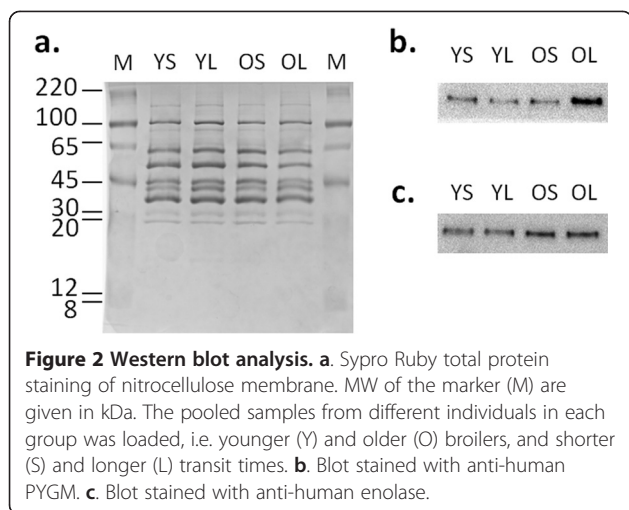 a.
M YS YL OS OL M
220
100
65
45
30
20
12
8
b.
YS YL OS OL
c.
YS YL OS OL
Figure 2 Western blot analysis. a. Sypro Ruby total protein
staining of nitrocellulose membrane. MW of the marker (M) are
given in kDa. The pooled samples from different individuals in each
group was loaded, i.e. younger (Y) and older (O) broilers, and shorter
(S) and longer (L) transit times. b. Blot stained with anti-human
PYGM. c. Blot stained with anti-human enolase.